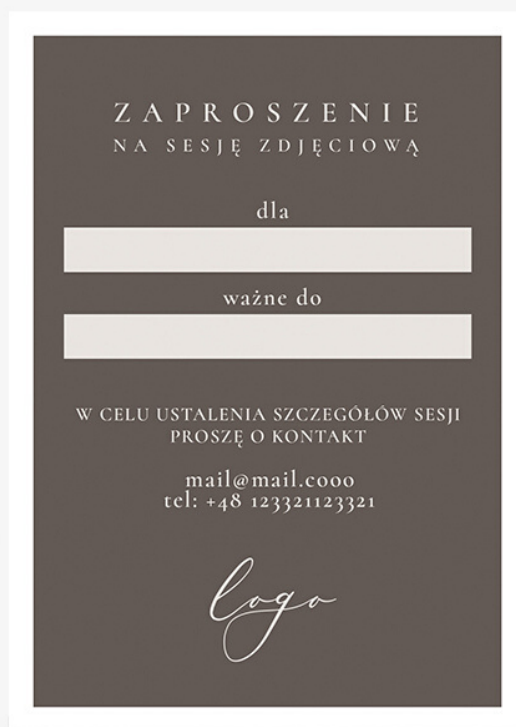 ZAPROSZENIE
NA SESJĘ ZDJĘCIOWĄ
dla
ważne do
W CELU USTALENIA SZCZEGÓŁÓW SESJI
PROSZĘ O KONTAKT
mail@mail.cooo
tel: +48 123321123321
logo